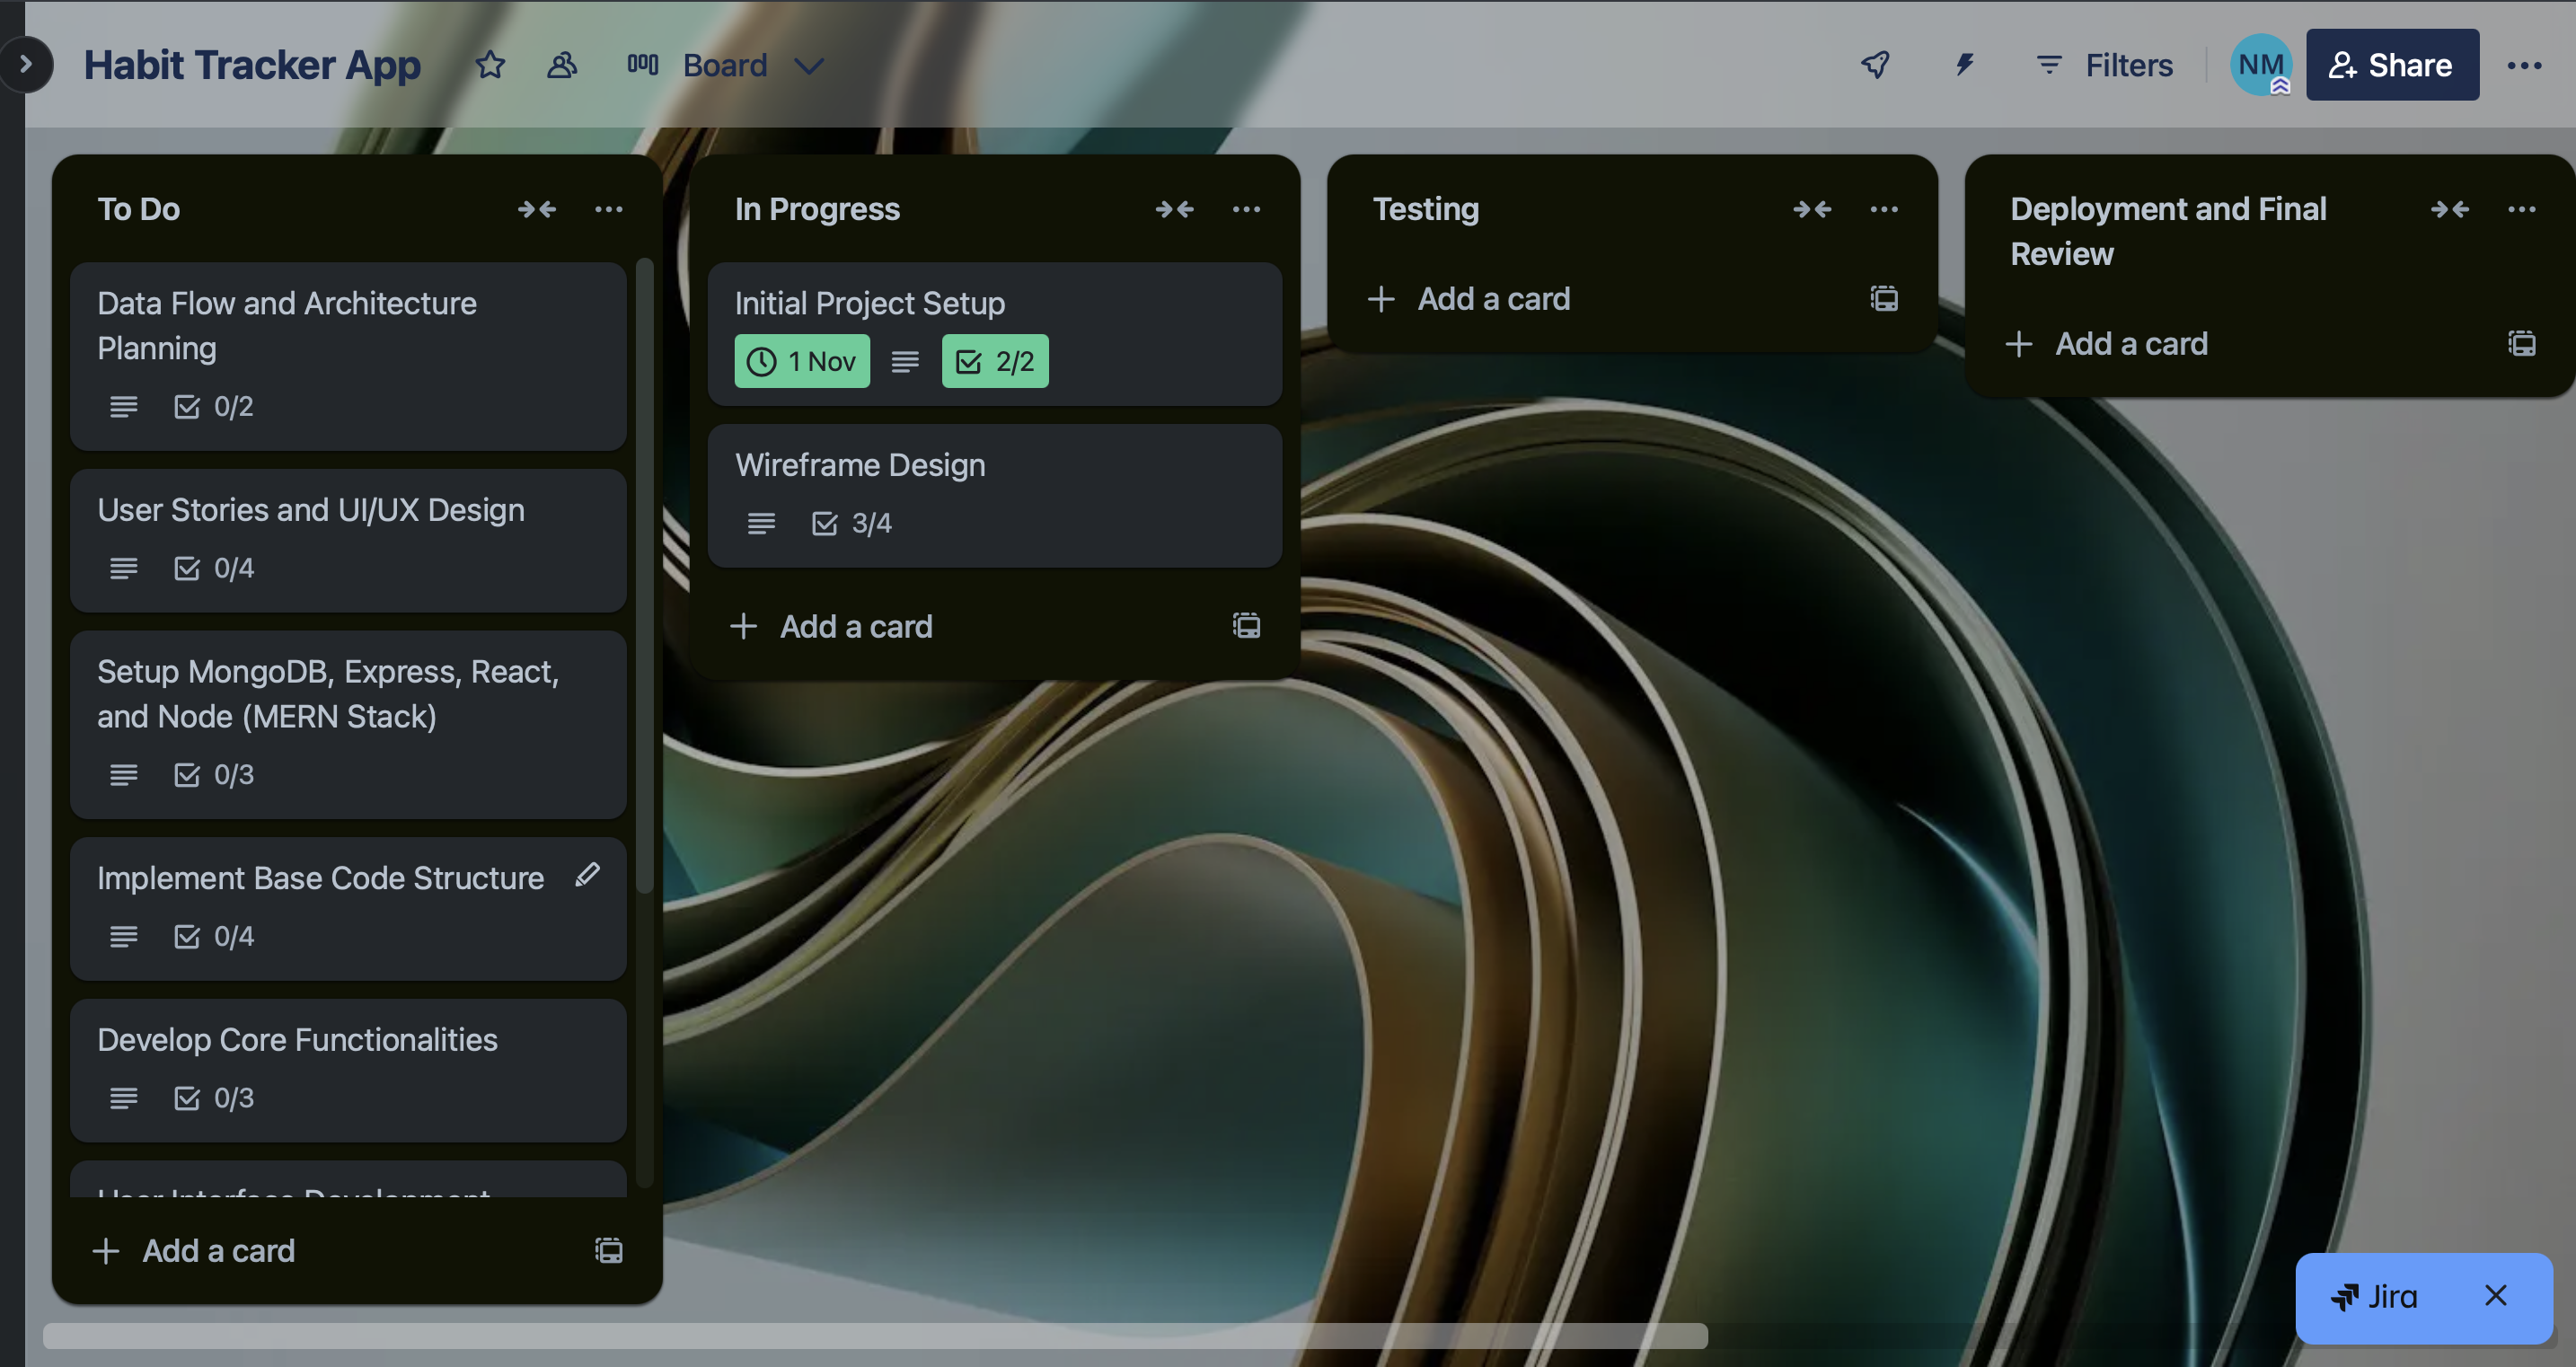 Habit Tracker App
Board
Filters
NM
Share
To Do
Data Flow and Architecture
Planning
0/2
User Stories and UI/UX Design
0/4
Setup MongoDB, Express, React,
and Node (MERN Stack)
0/3
Implement Base Code Structure
0/4
Develop Core Functionalities
0/3
User Interface Development
Add a card
In Progress
Initial Project Setup
1 Nov
2/2
Wireframe Design
3/4
Add a card
Testing
Add a card
Deployment and Final
Review
Add a card
Jira